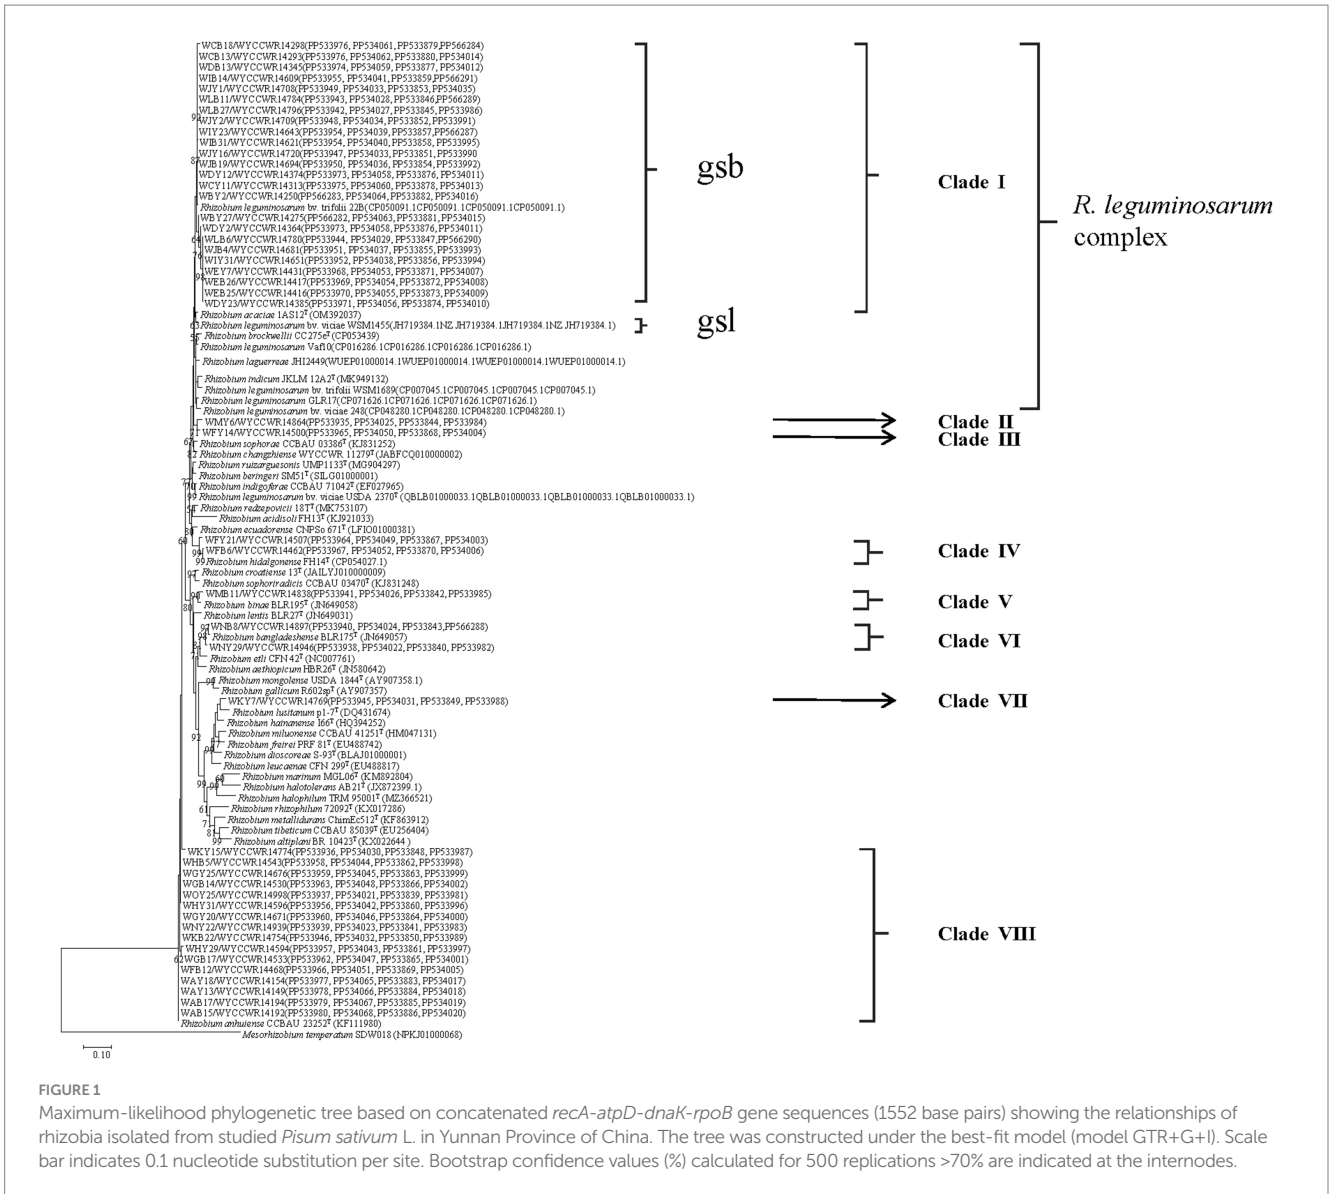 WCB18/WYCCWR14298(PP533976, PP534061, PP533879,PP566284)
WCB13/WYCCWR14293(PP533976, PP534062, PP533880, PP534014)
WDB13/WYCCWR14345(PP533974, PP534059, PP533877, PP534012)
WIB14/WYCCWR14609(PP533955, PP534041, PP533859,PP566291)
WJY1/WYCCWR14708(PP533949, PP534033, PP533853, PP534035)
WLB11/WYCCWR14784(PP533943, PP534028, PP533846,PP566289)
WLB27/WYCCWR14796(PP533942, PP534027, PP533845, PP533986)
WJY2/WYCCWR14709(PP533948, PP534034, PP533852, PP533991)
WIY23/WYCCWR14643(PP533954, PP534039, PP533857,PP566287)
WIB31/WYCCWR14621(PP533954, PP534040, PP533858, PP533995)
WJY16/WYCCWR14720(PP533947, PP534033, PP533851, PP533990
WJB19/WYCCWR14694(PP533950, PP534036, PP533854, PP533992)
WDY12/WYCCWR14374(PP533973, PP534058, PP533876, PP534011)
WCY11/WYCCWR14313(PP533975, PP534060, PP533878, PP534013)
WBY2/WYCCWR14250(PP566283, PP534064, PP533882, PP534016)
Rhizobium leguminosarum bv. trifolii 22B(CP050091.1CP050091.1CP050091.1CP050091.1)
WBY27/WYCCWR14275(PP566282, PP534063, PP533881, PP534015)
WDY2/WYCCWR14364(PP533973, PP534058, PP533876, PP534011)
WLB6/WYCCWR14780(PP533944, PP534029, PP533847,PP566290)
WJB4/WYCCWR14681(PP533951, PP534037, PP533855, PP533993)
WIY31/WYCCWR14651(PP533952, PP534038, PP533856, PP533994)
WEY7/WYCCWR14431(PP533968, PP534053, PP533871, PP534007)
WEB26/WYCCWR14417(PP533969, PP534054, PP533872, PP534008)
WEB25/WYCCWR14416(PP533970, PP534055, PP533873, PP534009)
WDY23/WYCCWR14385(PP533971, PP534056, PP533874, PP534010)
Rhizobium acaciae 1AS12ᵀ(OM392037)
Rhizobium leguminosarum bv. viciae WSM1455(JH719384.1NZ JH719384.1JH719384.1NZ JH719384.1)
Rhizobium brockwellii CC275eᵀ(CP053439)
Rhizobium leguminosarum Vaf10(CP016286.1CP016286.1CP016286.1CP016286.1)
Rhizobium laguerreae JHI2449(WUEP01000014.1WUEP01000014.1WUEP01000014.1WUEP01000014.1)
Rhizobium indicum JKLM 12A2ᵀ(MK949132)
Rhizobium leguminosarum bv. trifolii WSM1689(CP007045.1CP007045.1CP007045.1CP007045.1)
Rhizobium leguminosarum GLR17(CP071626.1CP071626.1CP071626.1CP071626.1)
Rhizobium leguminosarum bv. viciae 248(CP048280.1CP048280.1CP048280.1CP048280.1)
WMY6/WYCCWR14864(PP533935, PP534025, PP533844, PP533984)
WFY14/WYCCWR14500(PP533965, PP534050, PP533868, PP534004)
Rhizobium sophorae CCBAU 03386ᵀ(KJ831252)
Rhizobium changzhiense WYCCWR 11279ᵀ(JABFCQ010000002)
Rhizobium ruizarguesonis UMP1133ᵀ(MG904297)
Rhizobium beringeri SM51ᵀ(SILG01000001)
Rhizobium indigoferae CCBAU 71042ᵀ(EF027965)
Rhizobium leguminosarum bv. viciae USDA 2370ᵀ(QBLB01000033.1QBLB01000033.1QBLB01000033.1QBLB01000033.1)
Rhizobium redzepovicii 18Tᵀ(MK753107)
Rhizobium acidisoli FH13ᵀ(KJ921033)
Rhizobium ecuadorense CNPSo 671ᵀ(LFIO01000381)
WFY21/WYCCWR14507(PP533964, PP534049, PP533867, PP534003)
WFB6/WYCCWR14462(PP533967, PP534052, PP533870, PP534006)
Rhizobium hidalgonense FH14ᵀ(CP054027.1)
Rhizobium croatiense 13ᵀ(JAILYJ010000009)
Rhizobium sophoriradicis CCBAU 03470ᵀ(KJ831248)
WMB11/WYCCWR14838(PP533941, PP534026, PP533842, PP533985)
Rhizobium binae BLR195ᵀ(JN649058)
Rhizobium lentis BLR27ᵀ(JN649031)
WNB8/WYCCWR14897(PP533940, PP534024, PP533843,PP566288)
Rhizobium bangladeshense BLR175ᵀ(JN649057)
WNY29/WYCCWR14946(PP533938, PP534022, PP533840, PP533982)
Rhizobium etli CFN 42ᵀ(NC007761)
Rhizobium aethiopicum HBR26ᵀ(JN580642)
Rhizobium mongolense USDA 1844ᵀ(AY907358.1)
Rhizobium gallicum R602spᵀ(AY907357)
WKY7/WYCCWR14769(PP533945, PP534031, PP533849, PP533988)
Rhizobium lusitanum p1-7ᵀ(DQ431674)
Rhizobium hainanense I66ᵀ(HQ394252)
Rhizobium miluonense CCBAU 41251ᵀ(HM047131)
Rhizobium freirei PRF 81ᵀ(EU488742)
Rhizobium dioscoreae S-93ᵀ(BLAJ01000001)
Rhizobium leucaenae CFN 299ᵀ(EU488817)
Rhizobium marinum MGL06ᵀ(KM892804)
Rhizobium halotolerans AB21ᵀ(JX872399.1)
Rhizobium halophilum TRM 95001ᵀ(MZ366521)
Rhizobium rhizophilum 72092ᵀ(KX017286)
Rhizobium metallidurans ChimEc512ᵀ(KF863912)
Rhizobium tibeticum CCBAU 85039ᵀ(EU256404)
Rhizobium altiplani BR 10423ᵀ(KX022644)
WKY15/WYCCWR14774(PP533936, PP534030, PP533848, PP533987)
WHB5/WYCCWR14543(PP533958, PP534044, PP533862, PP533998)
WGY25/WYCCWR14676(PP533959, PP534045, PP533863, PP533999)
WGB14/WYCCWR14530(PP533963, PP534048, PP533866, PP534002)
WOY25/WYCCWR14998(PP533937, PP534021, PP533839, PP533981)
WHY31/WYCCWR14596(PP533956, PP534042, PP533860, PP533996)
WGY20/WYCCWR14671(PP533960, PP534046, PP533864, PP534000)
WNY22/WYCCWR14939(PP533939, PP534023, PP533841, PP533983)
WKB22/WYCCWR14754(PP533946, PP534032, PP533850, PP533989)
WHY29/WYCCWR14594(PP533957, PP534043, PP533861, PP533997)
WGB17/WYCCWR14533(PP533962, PP534047, PP533865, PP534001)
WFB12/WYCCWR14468(PP533966, PP534051, PP533869, PP534005)
WAY18/WYCCWR14154(PP533977, PP534065, PP533883, PP534017)
WAY13/WYCCWR14149(PP533978, PP534066, PP533884, PP534018)
WAB17/WYCCWR14194(PP533979, PP534067, PP533885, PP534019)
WAB15/WYCCWR14192(PP533980, PP534068, PP533886, PP534020)
Rhizobium anhuiense CCBAU 23252ᵀ(KF111980)
Mesorhizobium temperatum SDW018 (NPKJ01000068)
0.10
gsb
gsl
Clade I
R. leguminosarum
complex
Clade II
Clade III
Clade IV
Clade V
Clade VI
Clade VII
Clade VIII
FIGURE 1
Maximum-likelihood phylogenetic tree based on concatenated recA-atpD-dnaK-rpoB gene sequences (1552 base pairs) showing the relationships of
rhizobia isolated from studied Pisum sativum L. in Yunnan Province of China. The tree was constructed under the best-fit model (model GTR+G+I). Scale
bar indicates 0.1 nucleotide substitution per site. Bootstrap confidence values (%) calculated for 500 replications >70% are indicated at the internodes.